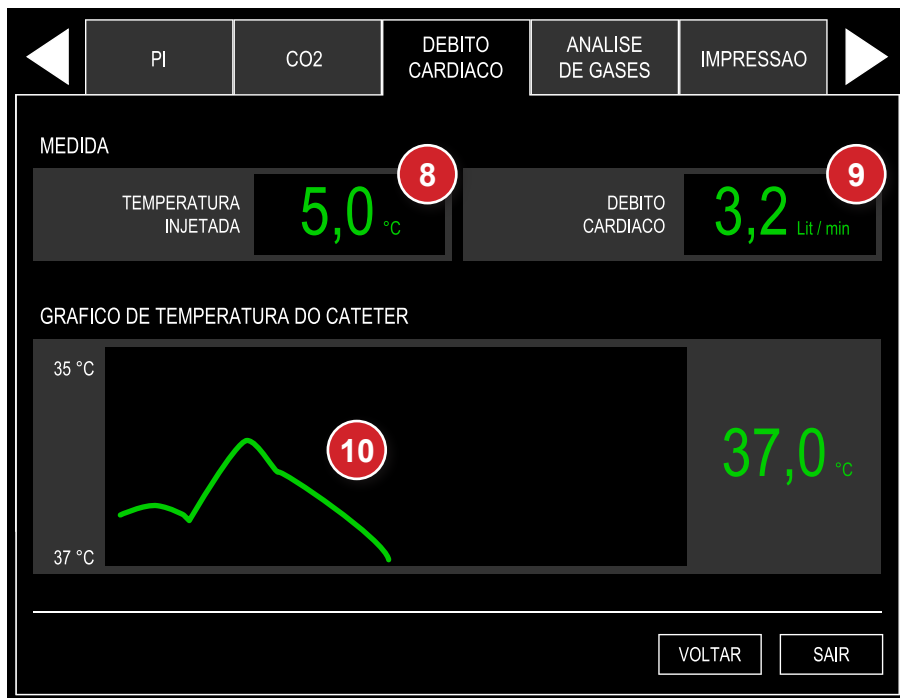 PI
CO2
DEBITO
CARDIACO
ANALISE
DE GASES
IMPRESSAO
MEDIDA
TEMPERATURA
INJETADA
5,0 °C
8
DEBITO
CARDIACO
3,2 Lit / min
9
GRAFICO DE TEMPERATURA DO CATETER
35 °C
10
37,0 °C
37 °C
VOLTAR
SAIR